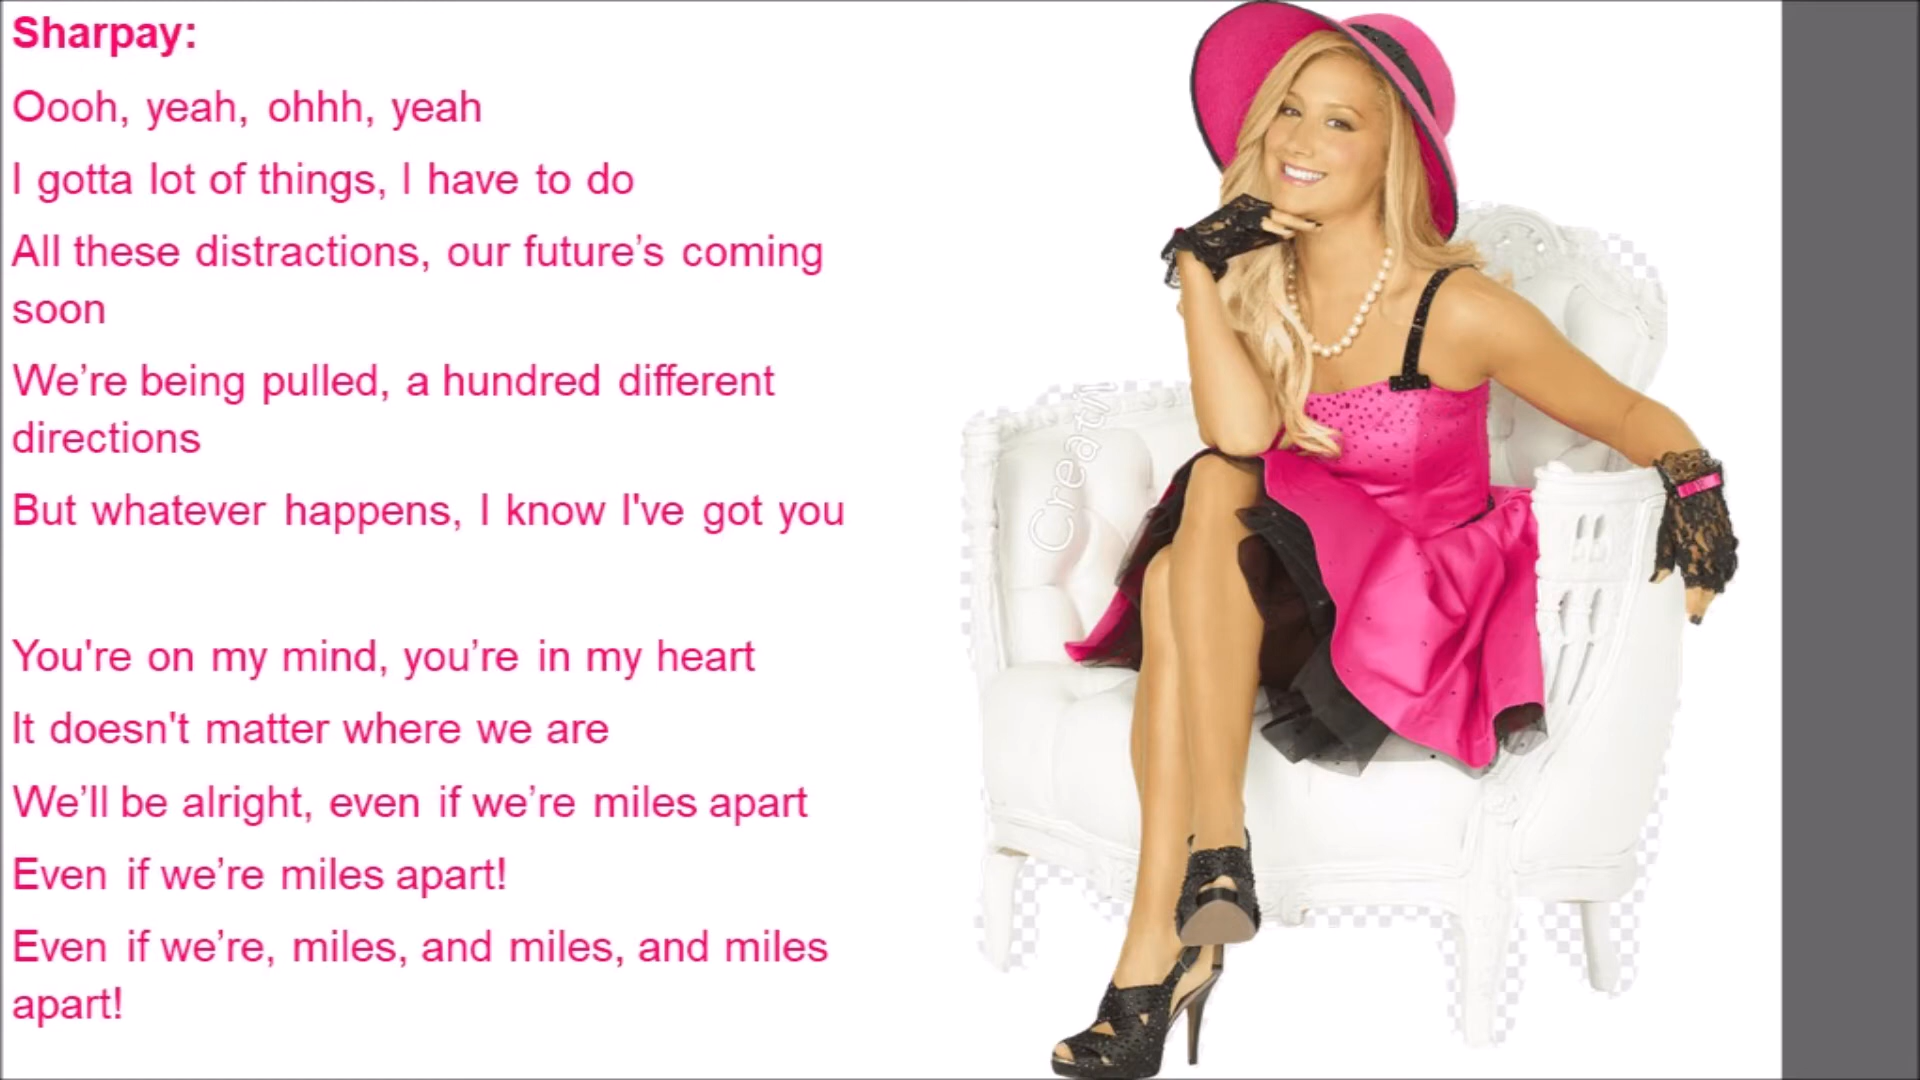 Sharpay:
Oooh, yeah, ohhh, yeah
I gotta lot of things, I have to do
All these distractions, our future’s coming
soon
We’re being pulled, a hundred different
directions
But whatever happens, I know I've got you
You're on my mind, you’re in my heart
It doesn't matter where we are
We’ll be alright, even if we’re miles apart
Even if we’re miles apart!
Even if we’re, miles, and miles, and miles
apart!